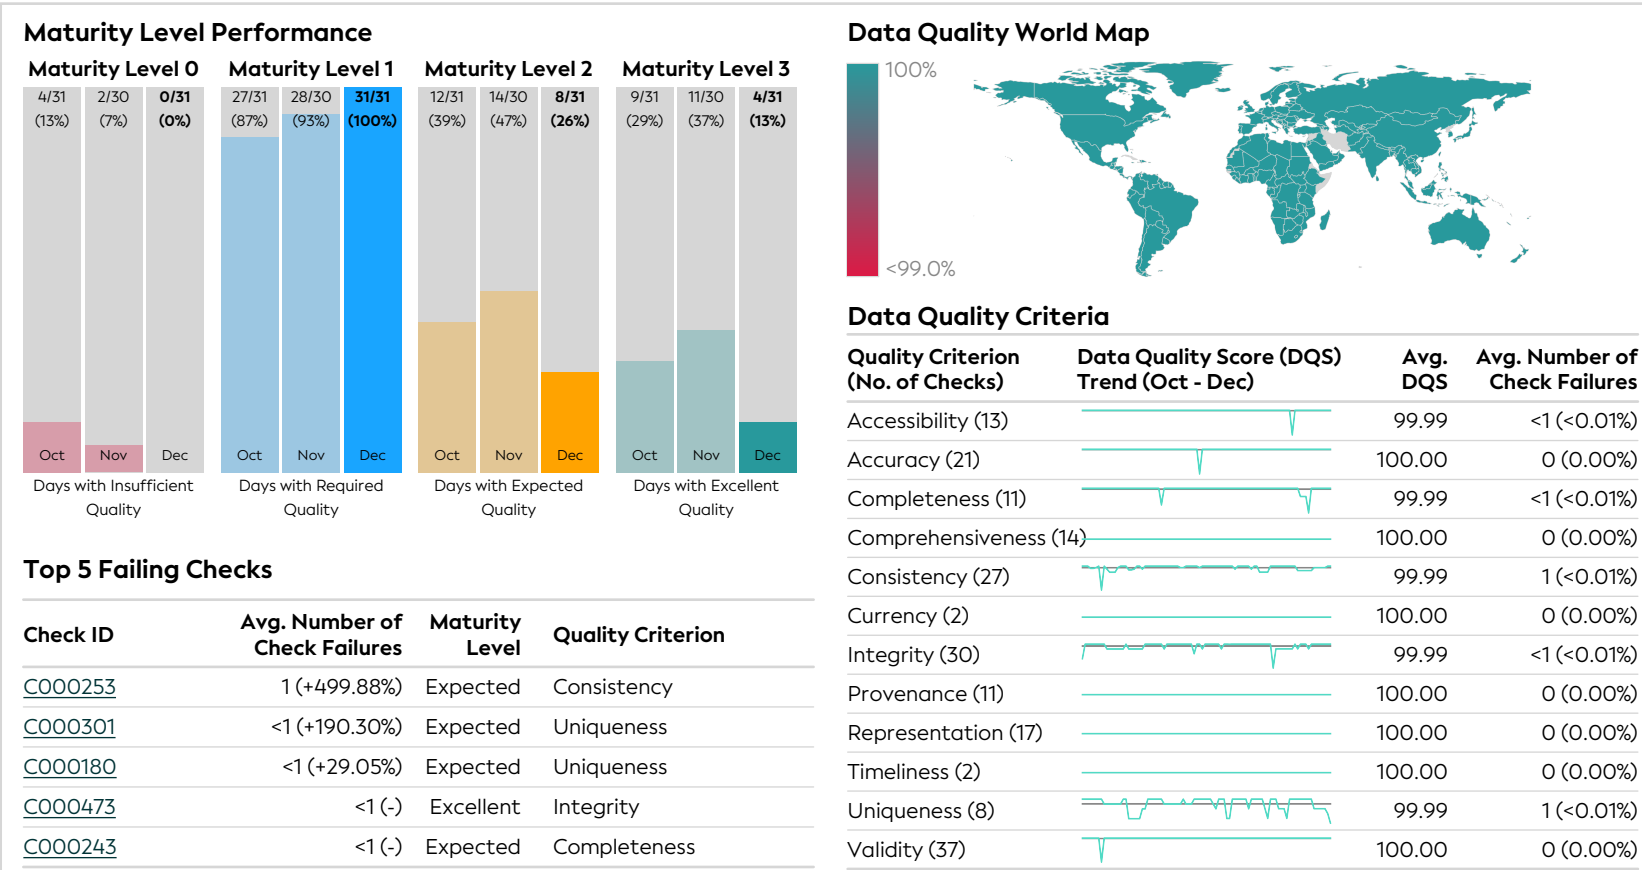 Maturity Level Performance
Maturity Level 0
Maturity Level 1
Maturity Level 2
Maturity Level 3
4/31 2/30 0/31
(13%) (7%) (0%)
27/31 28/30 31/31
(87%) (93%) (100%)
12/31 14/30 8/31
(39%) (47%) (26%)
9/31 11/30 4/31
(29%) (37%) (13%)
Oct Nov Dec
Oct Nov Dec
Oct Nov Dec
Oct Nov Dec
Days with Insufficient
Quality
Days with Required
Quality
Days with Expected
Quality
Days with Excellent
Quality
Top 5 Failing Checks
Check ID
Avg. Number of
Check Failures
Maturity
Level
Quality Criterion
C000253 1 (+499.88%) Expected Consistency
C000301 <1 (+190.30%) Expected Uniqueness
C000180 <1 (+29.05%) Expected Uniqueness
C000473 <1 (-) Excellent Integrity
C000243 <1 (-) Expected Completeness
Data Quality World Map
100%
<99.0%
Data Quality Criteria
Quality Criterion
(No. of Checks)
Data Quality Score (DQS)
Trend (Oct - Dec)
Avg.
DQS
Avg. Number of
Check Failures
Accessibility (13) 99.99 <1 (<0.01%)
Accuracy (21) 100.00 0 (0.00%)
Completeness (11) 99.99 <1 (<0.01%)
Comprehensiveness (14) 100.00 0 (0.00%)
Consistency (27) 99.99 1 (<0.01%)
Currency (2) 100.00 0 (0.00%)
Integrity (30) 99.99 <1 (<0.01%)
Provenance (11) 100.00 0 (0.00%)
Representation (17) 100.00 0 (0.00%)
Timeliness (2) 100.00 0 (0.00%)
Uniqueness (8) 99.99 1 (<0.01%)
Validity (37) 100.00 0 (0.00%)